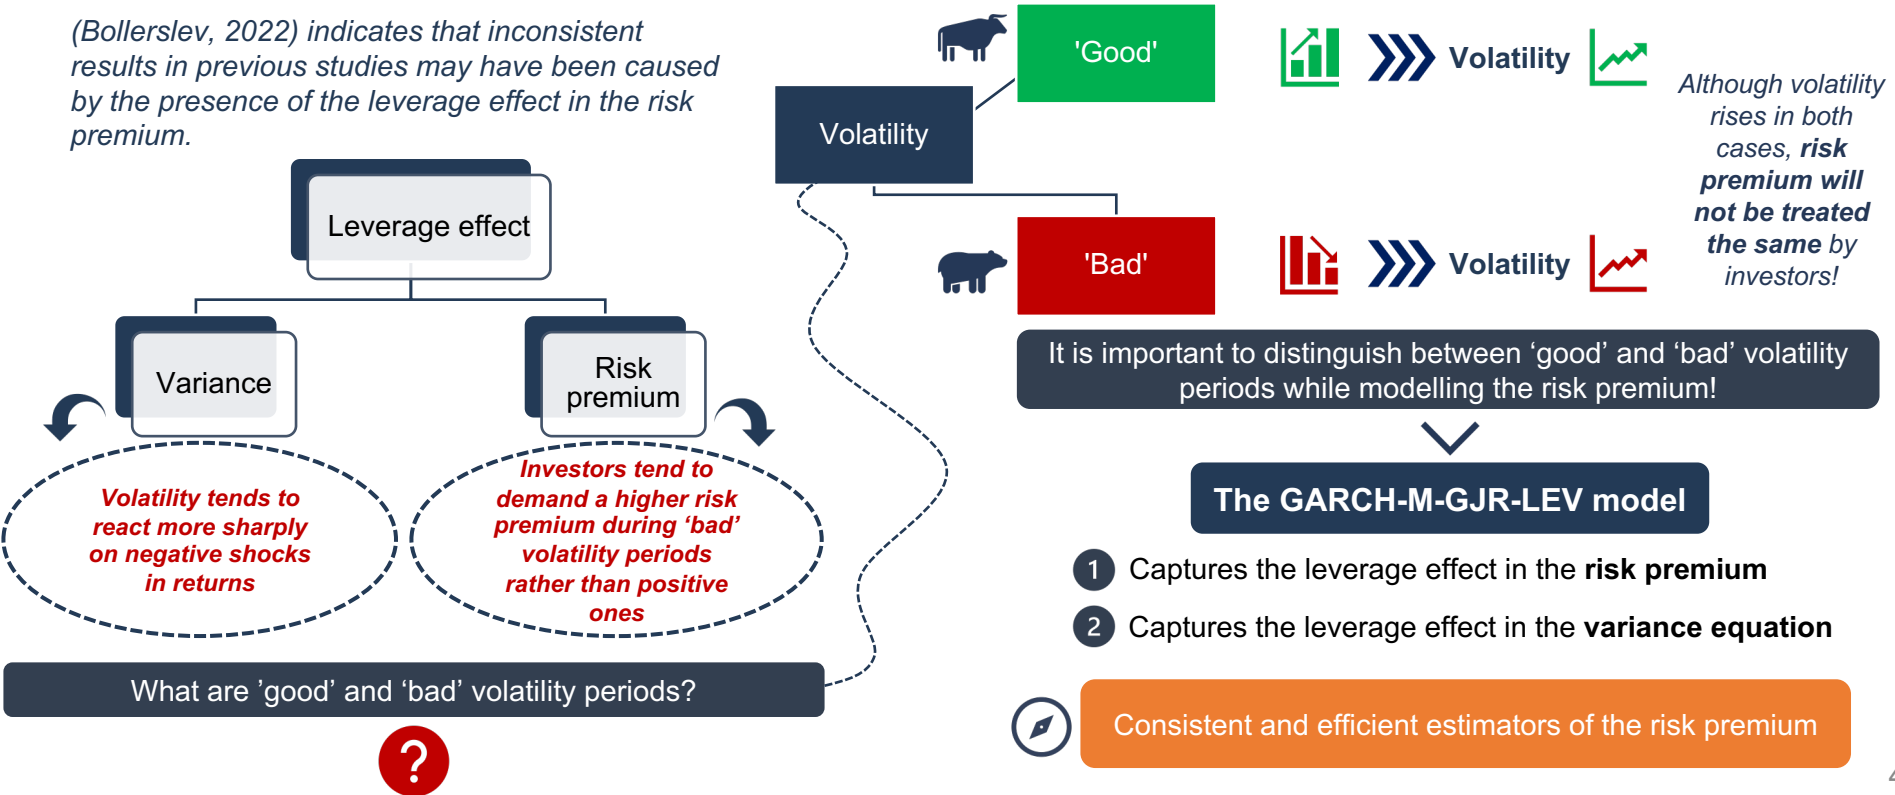 (Bollerslev, 2022) indicates that inconsistent
results in previous studies may have been caused
by the presence of the leverage effect in the risk
premium.
Leverage effect
Variance
Risk
premium
Volatility tends to
react more sharply
on negative shocks
in returns
Investors tend to
demand a higher risk
premium during ‘bad’
volatility periods
rather than positive
ones
What are ’good’ and ‘bad’ volatility periods?
?
Volatility
'Good'
Volatility
'Bad'
Volatility
Although volatility
rises in both
cases, risk
premium will
not be treated
the same by
investors!
It is important to distinguish between ‘good’ and ‘bad’ volatility
periods while modelling the risk premium!
The GARCH-M-GJR-LEV model
1 Captures the leverage effect in the risk premium
2 Captures the leverage effect in the variance equation
Consistent and efficient estimators of the risk premium